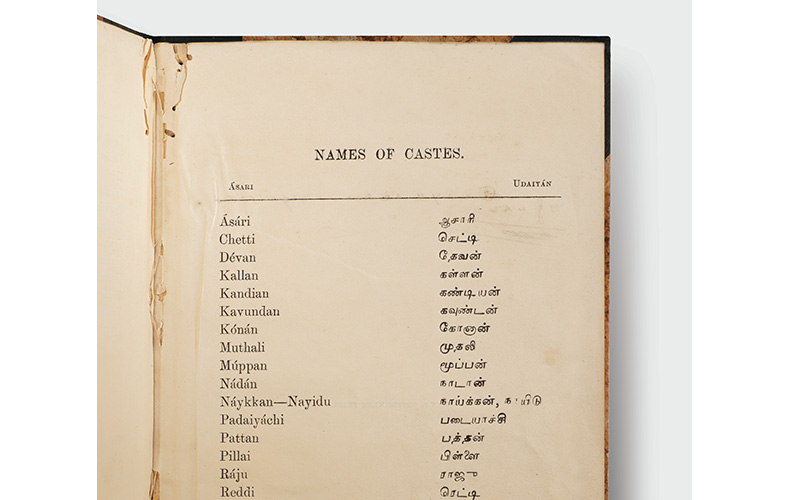 NAMES OF CASTES.
ÁSARI UDAIYÁN
Ásári ஆசாரி
Chetti செட்டி
Dévan தேவன்
Kallan கள்ளன்
Kandian கண்டியன்
Kavundan கவுண்டன்
Kónán கோனான்
Muthali முதலி
Múppan மூப்பன்
Nádán நாடான்
Náykkan—Nayidu நாய்க்கன், நாயிடு
Padaiyáchi படையாச்சி
Pattan பத்தன்
Pillai பிள்ளை
Ráju ராஜு
Reddi ரெட்டி